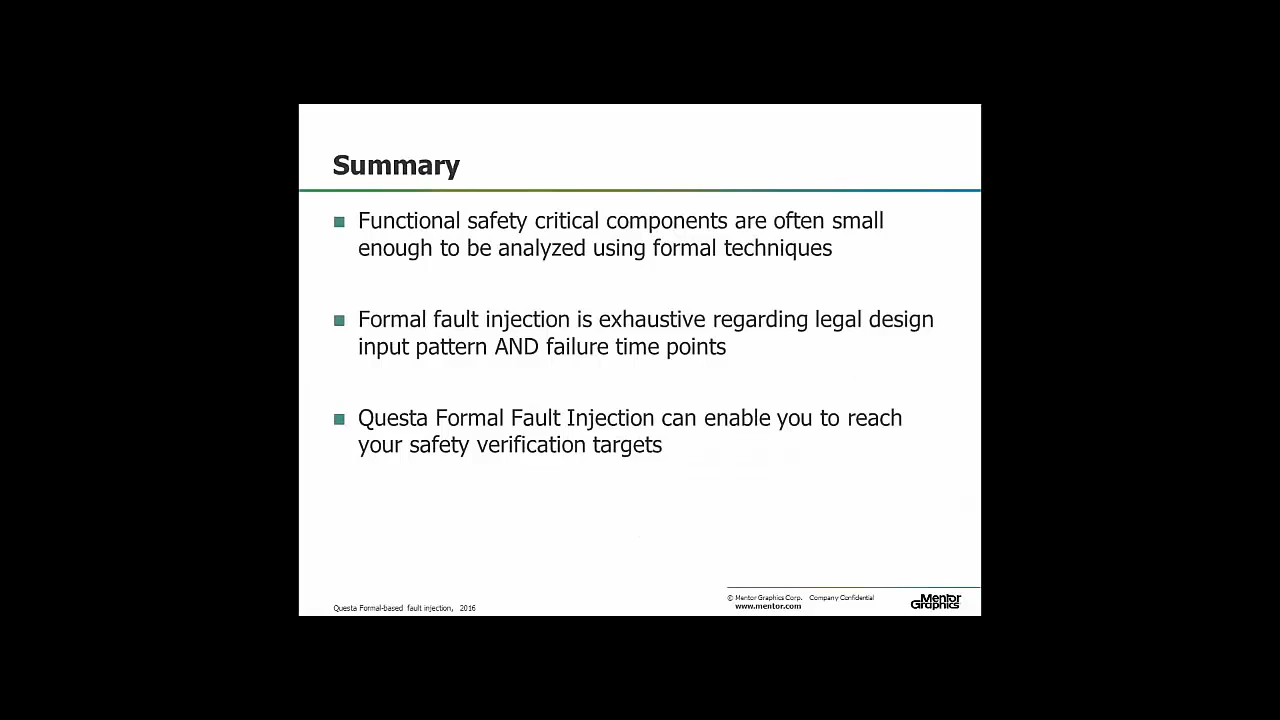 Summary
Functional safety critical components are often small
enough to be analyzed using formal techniques
Formal fault injection is exhaustive regarding legal design
input pattern AND failure time points
Questa Formal Fault Injection can enable you to reach
your safety verification targets
Questa Formal-based fault injection, 2016
© Mentor Graphics Corp. Company Confidential
www.mentor.com
Mentor
Graphics